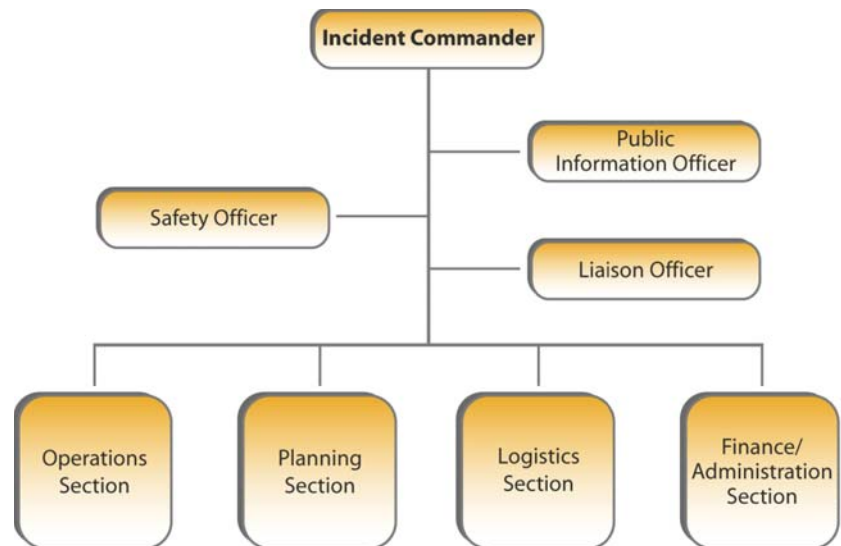 Incident Commander
Public
Information Officer
Safety Officer
Liaison Officer
Operations
Section
Planning
Section
Logistics
Section
Finance/
Administration
Section